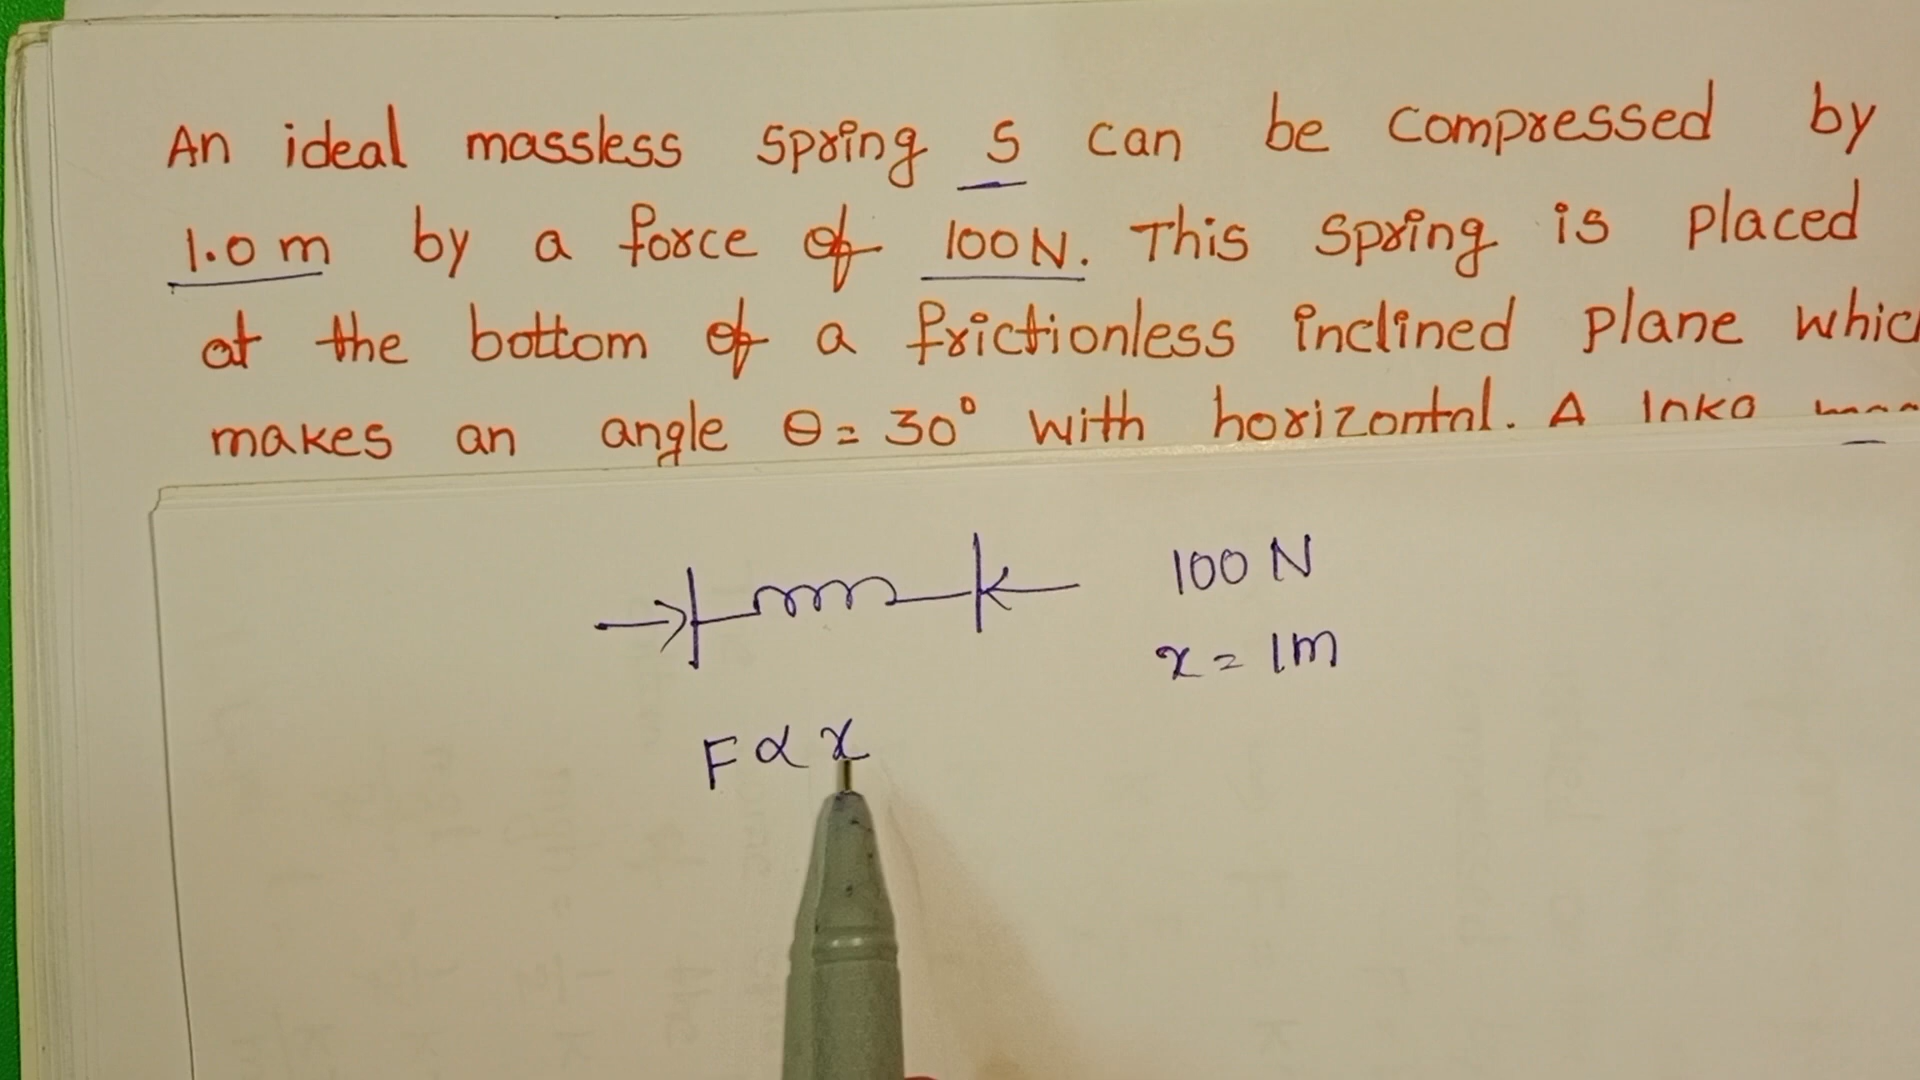 An ideal massless spring S can be compressed by
1.0 m by a force of 100 N. This spring is placed
at the bottom of a frictionless inclined plane
makes an angle θ = 30° with horizontal. A
100 N
x = 1m
F ∝ x